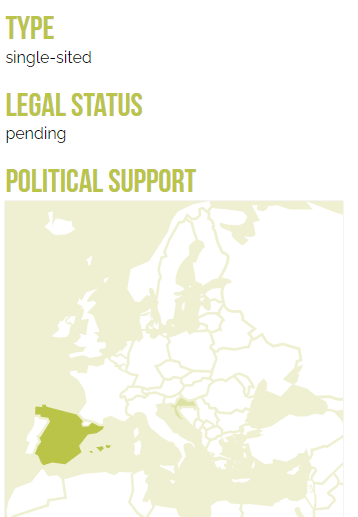 TYPE
single-sited
LEGAL STATUS
pending
POLITICAL SUPPORT